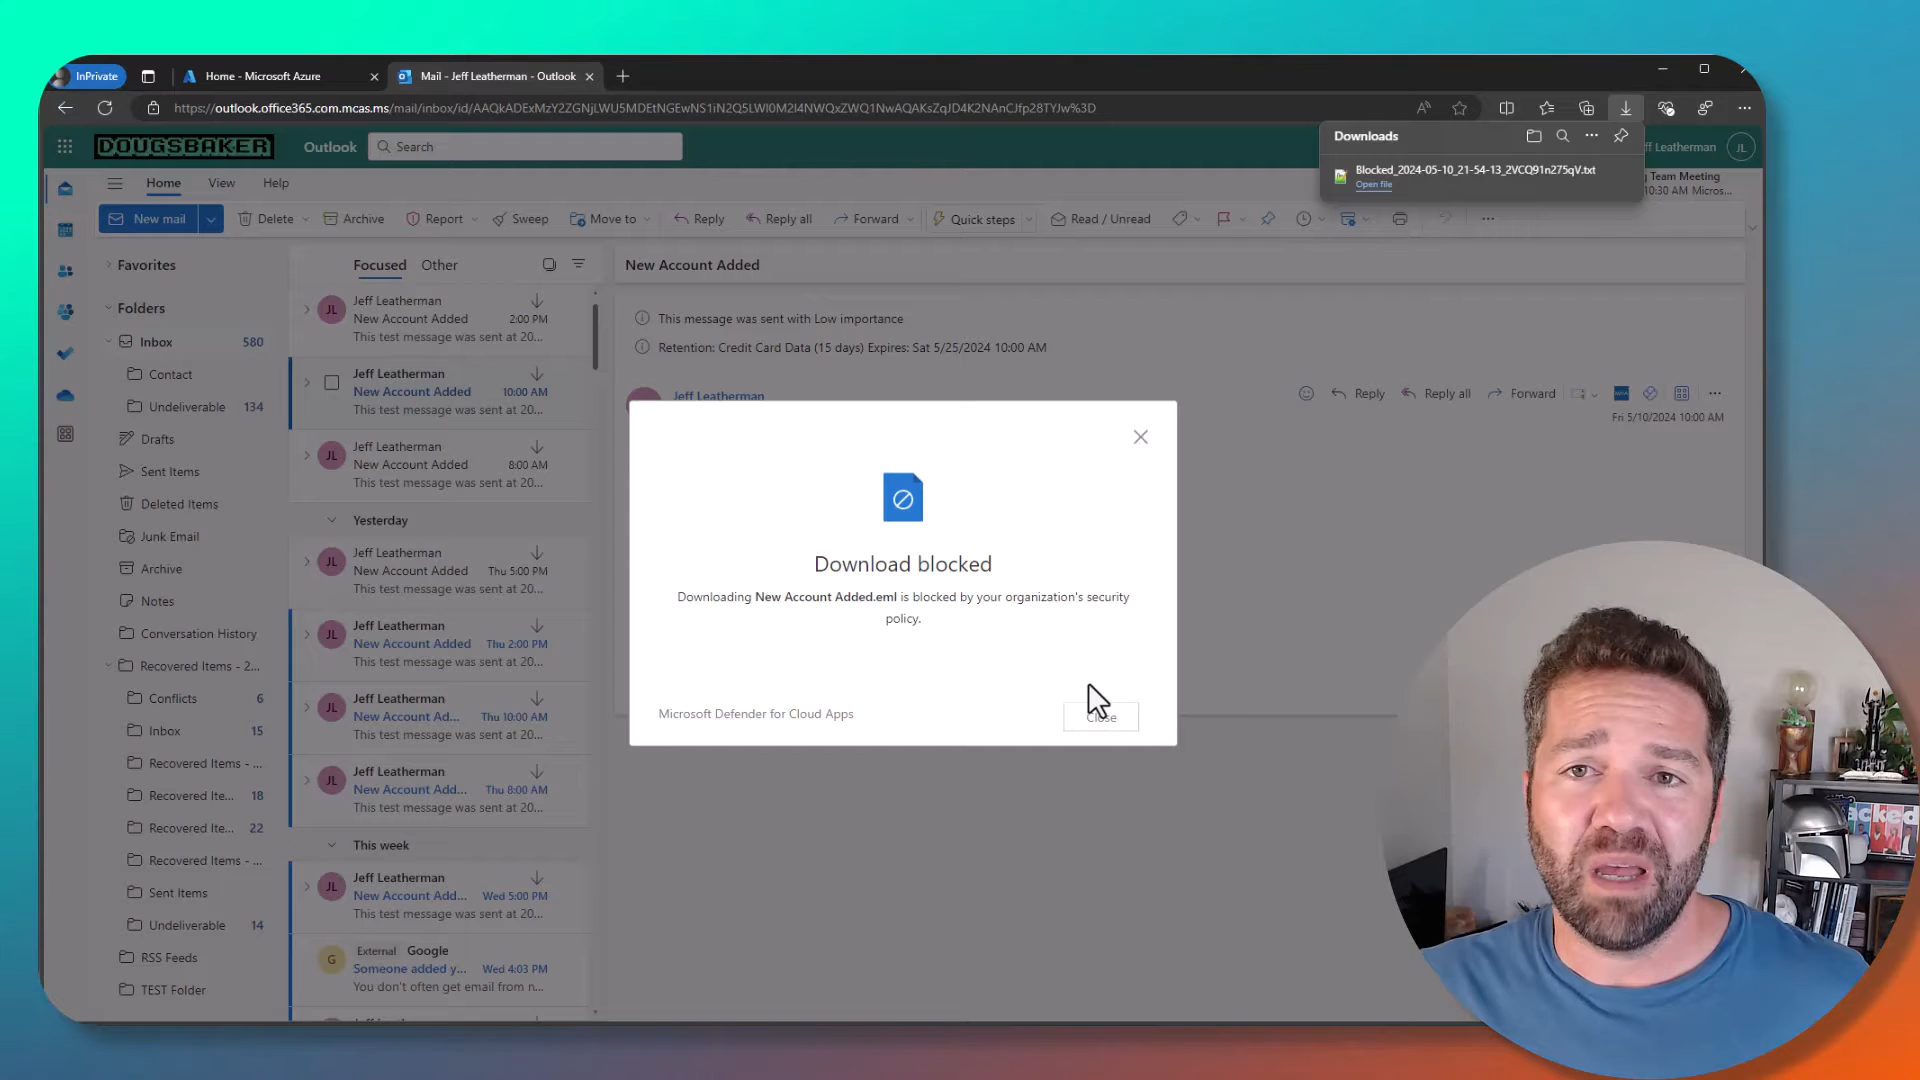 InPrivate
Home - Microsoft Azure
Mail - Jeff Leatherman - Outlook
https://outlook.office365.com.mcas.ms/mail/inbox/id/AAQkADExMzY2ZGNjLWU5MDEtNGEwNS1iN2Q5LWI0M2I4NWQxZWQ1NwAQAKsZqJD4K2NAnCJfp28TYJw%3D
DOUGSBAKER
Outlook
Search
Downloads
Blocked_2024-05-10_21-54-13_2VCQ91n275qV.txt
Open file
ff Leatherman
JL
g Team Meeting
10:30 AM Micros...
Home
View
Help
New mail
Delete
Archive
Report
Sweep
Move to
Reply
Reply all
Forward
Quick steps
Read / Unread
Favorites
Folders
Inbox 580
Contact
Undeliverable 134
Drafts
Sent Items
Deleted Items
Junk Email
Archive
Notes
Conversation History
Recovered Items - 2...
Conflicts 6
Inbox 15
Recovered Items - ...
Recovered Ite... 18
Recovered Ite... 22
Recovered Items - ...
Sent Items
Undeliverable 14
RSS Feeds
TEST Folder
Focused
Other
JL
Jeff Leatherman
New Account Added 2:00 PM
This test message was sent at 20...
Jeff Leatherman
New Account Added 10:00 AM
This test message was sent at 20...
JL
Jeff Leatherman
New Account Added 8:00 AM
This test message was sent at 20...
Yesterday
JL
Jeff Leatherman
New Account Added Thu 5:00 PM
This test message was sent at 20...
JL
Jeff Leatherman
New Account Added Thu 2:00 PM
This test message was sent at 20...
JL
Jeff Leatherman
New Account Ad... Thu 10:00 AM
This test message was sent at 20...
JL
Jeff Leatherman
New Account Add... Thu 8:00 AM
This test message was sent at 20...
This week
JL
Jeff Leatherman
New Account Add... Wed 5:00 PM
This test message was sent at 20...
G
External Google
Someone added y... Wed 4:03 PM
You don't often get email from n...
New Account Added
This message was sent with Low importance
Retention: Credit Card Data (15 days) Expires: Sat 5/25/2024 10:00 AM
Jeff Leatherman
Reply
Reply all
Forward
Fri 5/10/2024 10:00 AM
Download blocked
Downloading New Account Added.eml is blocked by your organization's security
policy.
Microsoft Defender for Cloud Apps
Close
acked